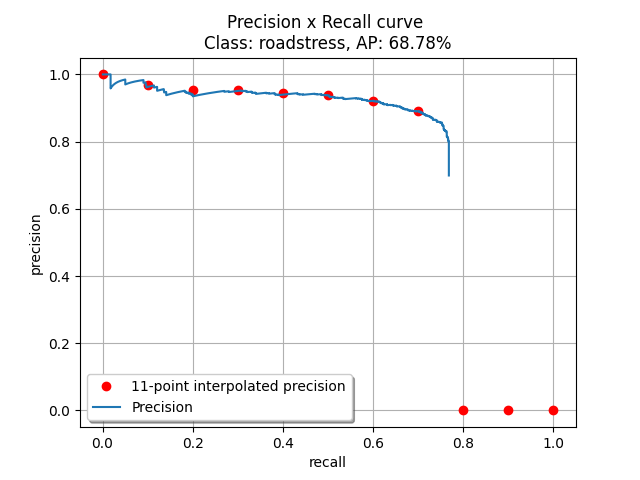 Precision x Recall curve
Class: roadstress, AP: 68.78%
1.0
0.8
0.6
0.4
0.2
0.0
precision
11-point interpolated precision
Precision
0.0 0.2 0.4 0.6 0.8 1.0
recall